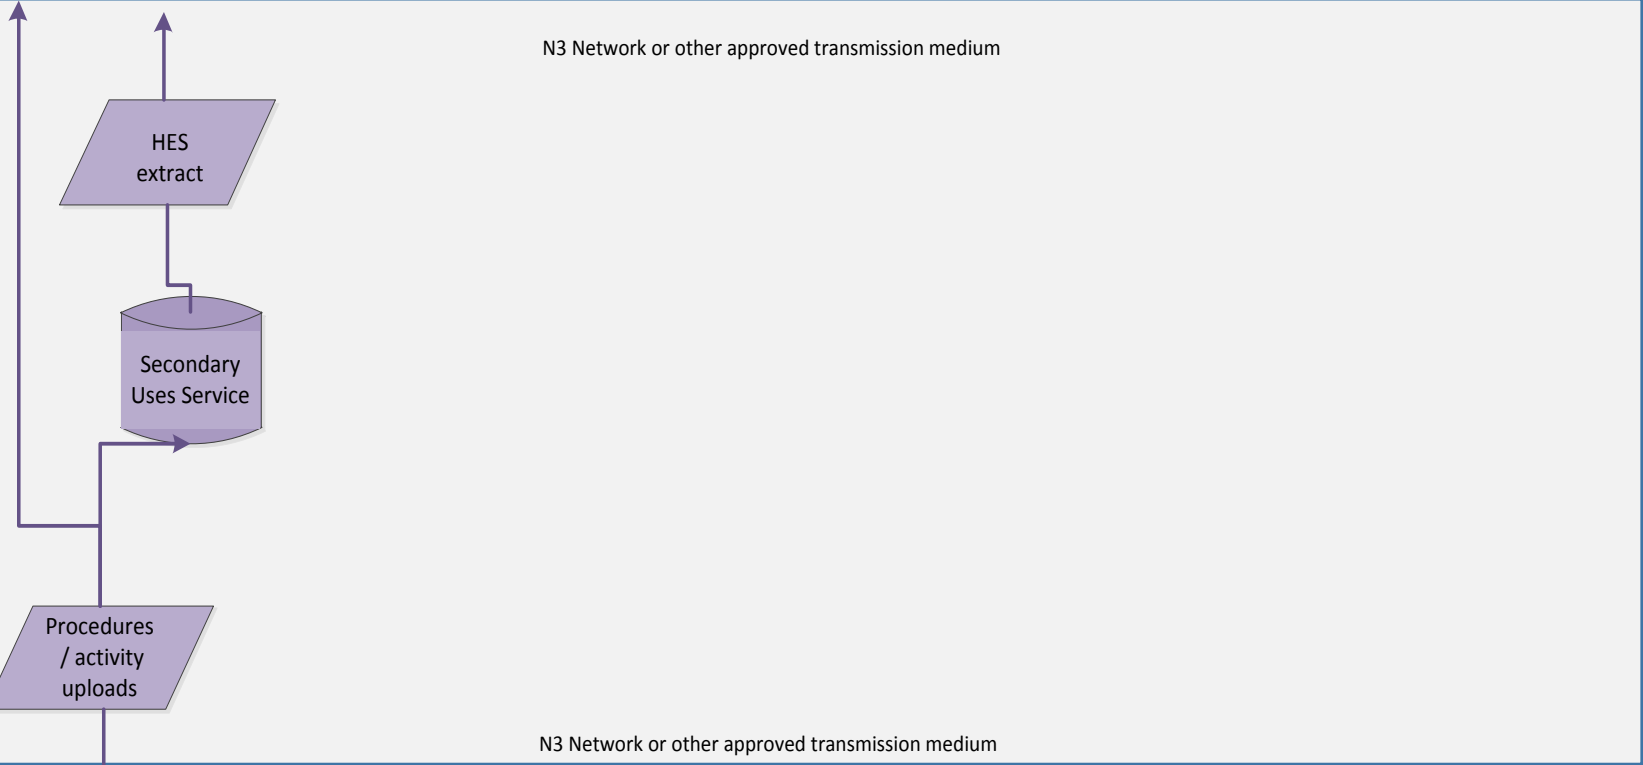 N3 Network or other approved transmission medium
HES
extract
Secondary
Uses Service
Procedures
/ activity
uploads
N3 Network or other approved transmission medium